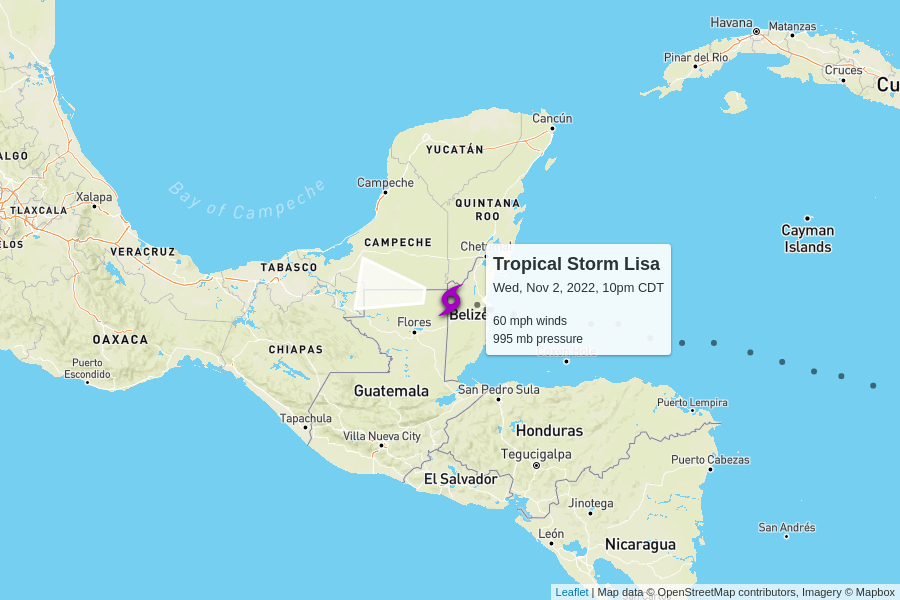 Havana
Matanzas
Pinar del Rio
Cruces
Cu
Cancún
YUCATÁN
ALGO
Bay of Campeche
Campeche
Xalapa
TLAXCALA
QUINTANA
ROO
Cayman
Islands
ELOS
VERACRUZ
CAMPECHE
TABASCO
Tropical Storm Lisa
Wed, Nov 2, 2022, 10pm CDT
60 mph winds
995 mb pressure
Belize
Flores
OAXACA
CHIAPAS
Puerto
Escondido
Guatemala
San Pedro Sula
Puerto Lempira
Tapachula
Villa Nueva City
Honduras
Tegucigalpa
Puerto Cabezas
El Salvador
Jinotega
León
San Andrés
Nicaragua
Leaflet | Map data © OpenStreetMap contributors, Imagery © Mapbox